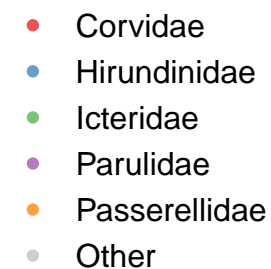 Corvidae
Hirundinidae
Icteridae
Parulidae
Passerellidae
Other